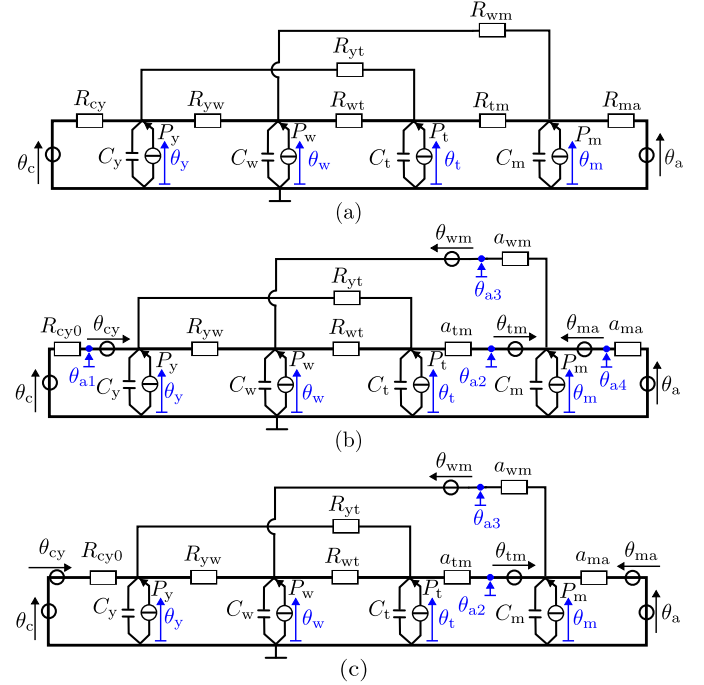 R_wm
R_yt
R_cy R_yw R_wt R_tm R_ma
P_y P_w P_t P_m
θ_c C_y θ_y C_w θ_w C_t θ_t C_m θ_m θ_a
(a)
θ_wm a_wm
R_yt θ_a3
R_cy0 θ_cy R_yw R_wt a_tm θ_tm θ_ma a_ma
P_y P_w P_t P_m
θ_c θ_a1 C_y θ_y C_w θ_w C_t θ_t θ_a2 C_m θ_m θ_a4 θ_a
(b)
θ_wm a_wm
R_yt θ_a3
θ_cy R_cy0 R_yw R_wt a_tm θ_tm a_ma θ_ma
P_y P_w P_t P_m
θ_c C_y θ_y C_w θ_w C_t θ_t θ_a2 C_m θ_m θ_a
(c)